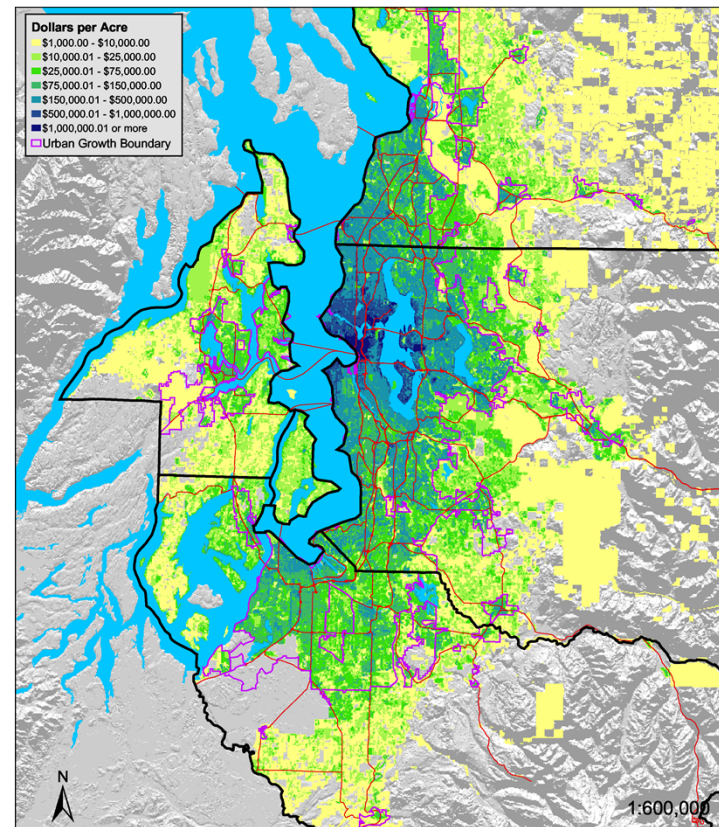 Dollars per Acre
$1,000.00 - $10,000.00
$10,000.01 - $25,000.00
$25,000.01 - $75,000.00
$75,000.01 - $150,000.00
$150,000.01 - $500,000.00
$500,000.01 - $1,000,000.00
$1,000,000.01 or more
Urban Growth Boundary
N
1:600,000